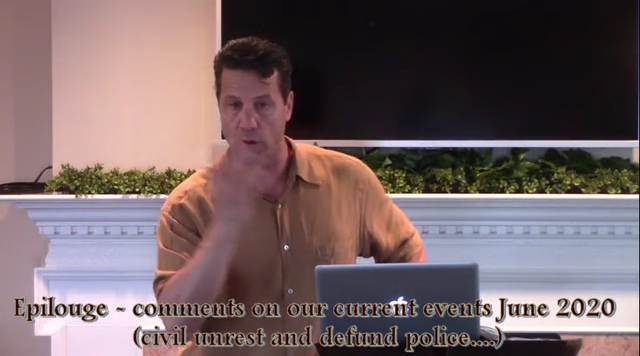 Epilouge ~ comments on our current events June 2020
(civil unrest and defund police....)